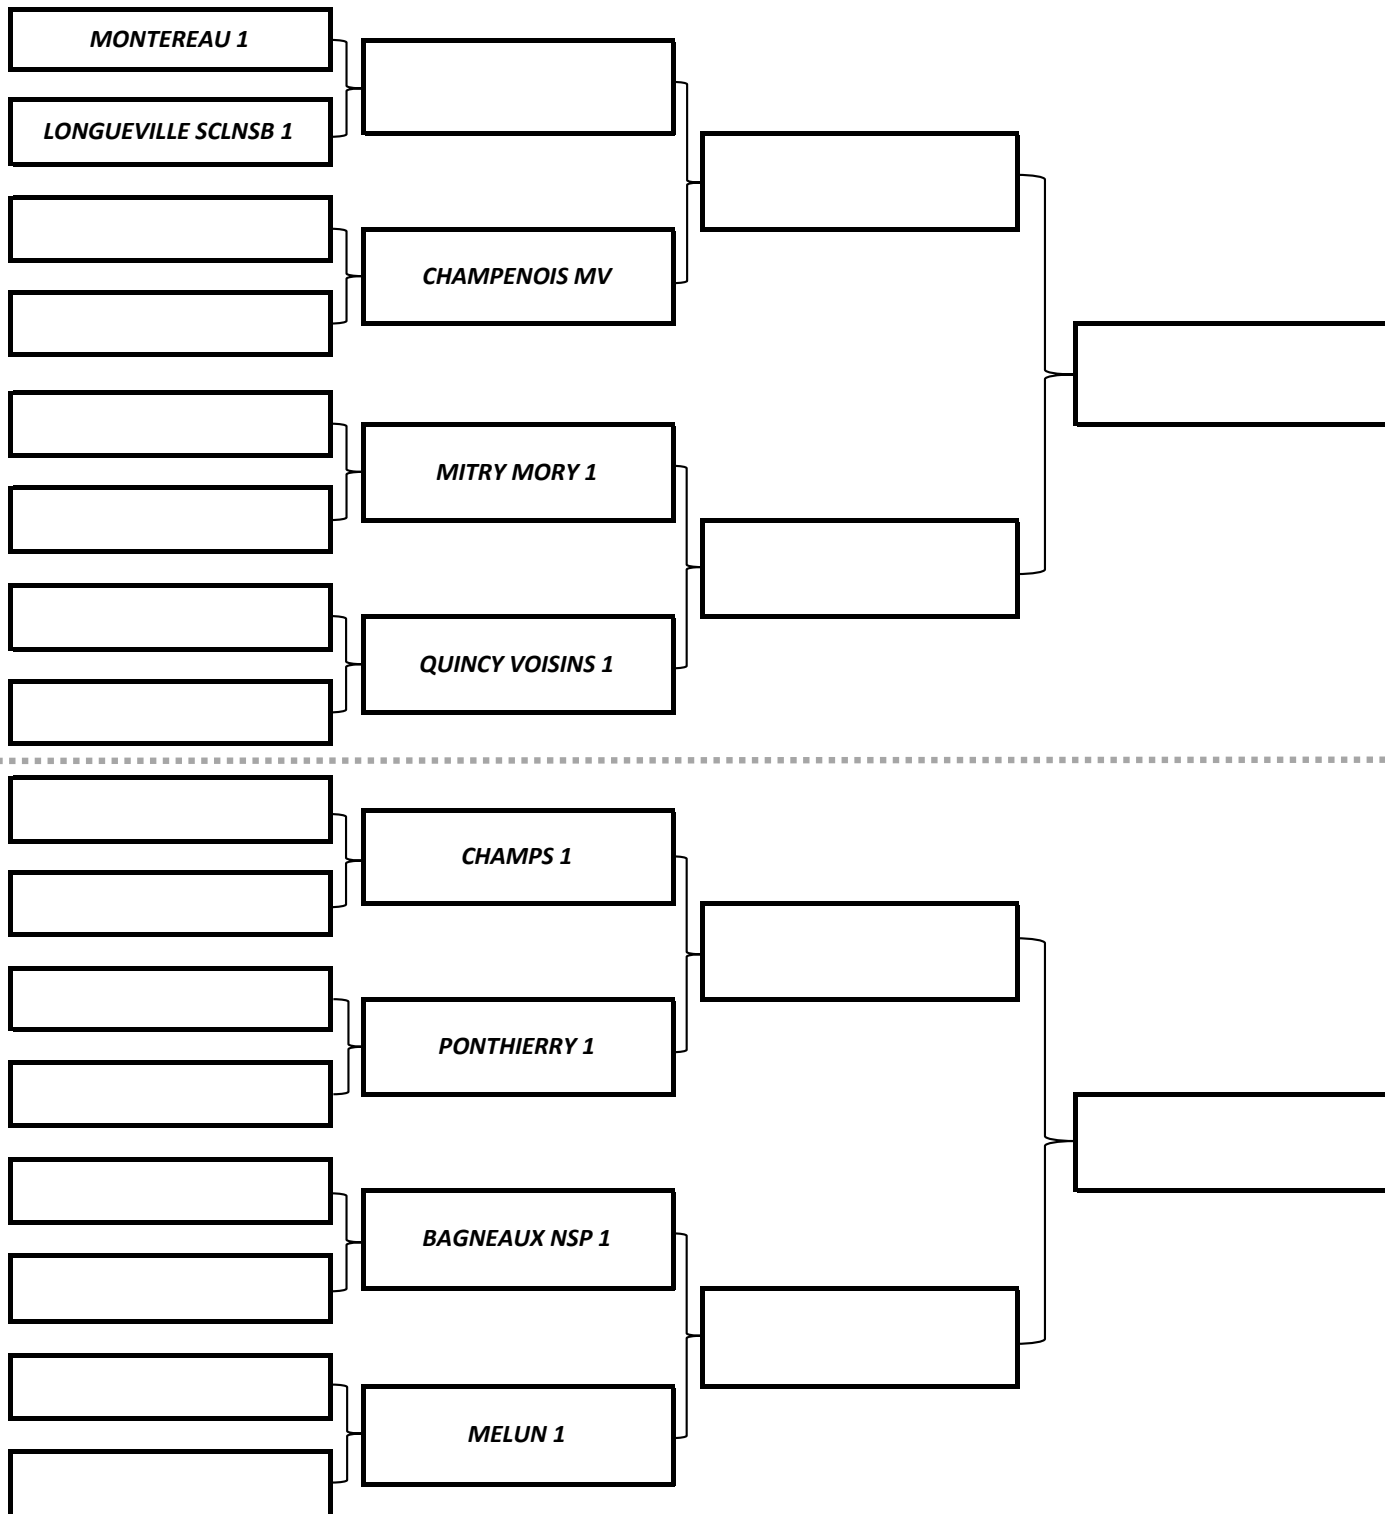 MONTEREAU 1
LONGUEVILLE SCLNSB 1
CHAMPENOIS MV
MITRY MORY 1
QUINCY VOISINS 1
CHAMPS 1
PONTHIERRY 1
BAGNEAUX NSP 1
MELUN 1